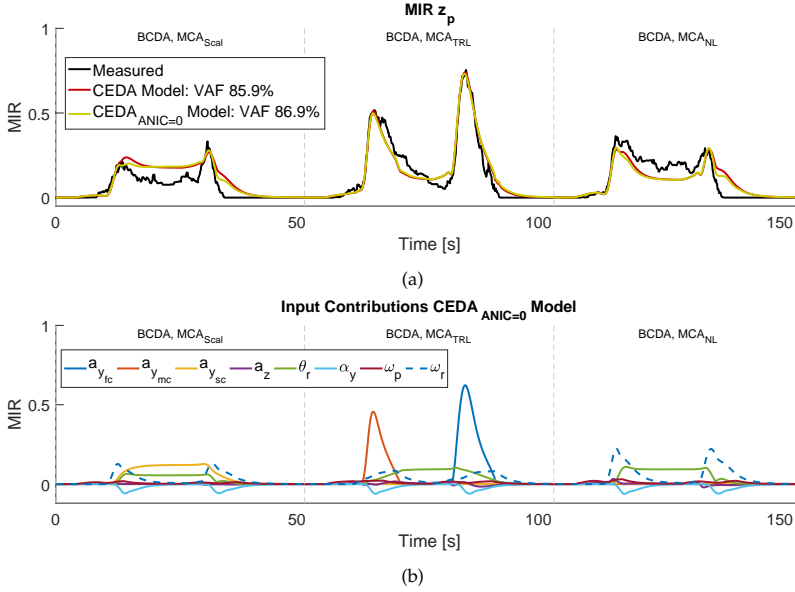 MIR z_p
BCDA, MCA_Scal BCDA, MCA_TRL BCDA, MCA_NL
Measured
CEDA Model: VAF 85.9%
CEDA_ANIC=0 Model: VAF 86.9%
MIR
1
0.5
0
0 50 100 150
Time [s]
(a)
Input Contributions CEDA_ANIC=0 Model
BCDA, MCA_Scal BCDA, MCA_TRL BCDA, MCA_NL
a_y_fc a_y_mc a_y_sc a_z θ_r α_y ω_p ω_r
MIR
1
0.5
0
0 50 100 150
Time [s]
(b)